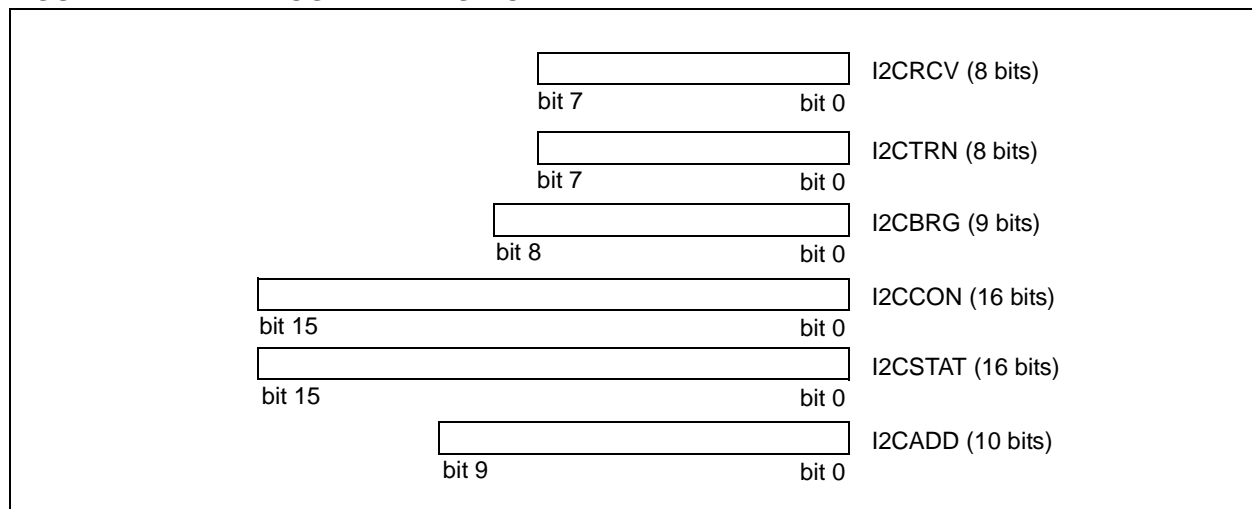 I2CRCV (8 bits)
bit 7 bit 0
I2CTRN (8 bits)
bit 7 bit 0
I2CBRG (9 bits)
bit 8 bit 0
I2CCON (16 bits)
bit 15 bit 0
I2CSTAT (16 bits)
bit 15 bit 0
I2CADD (10 bits)
bit 9 bit 0